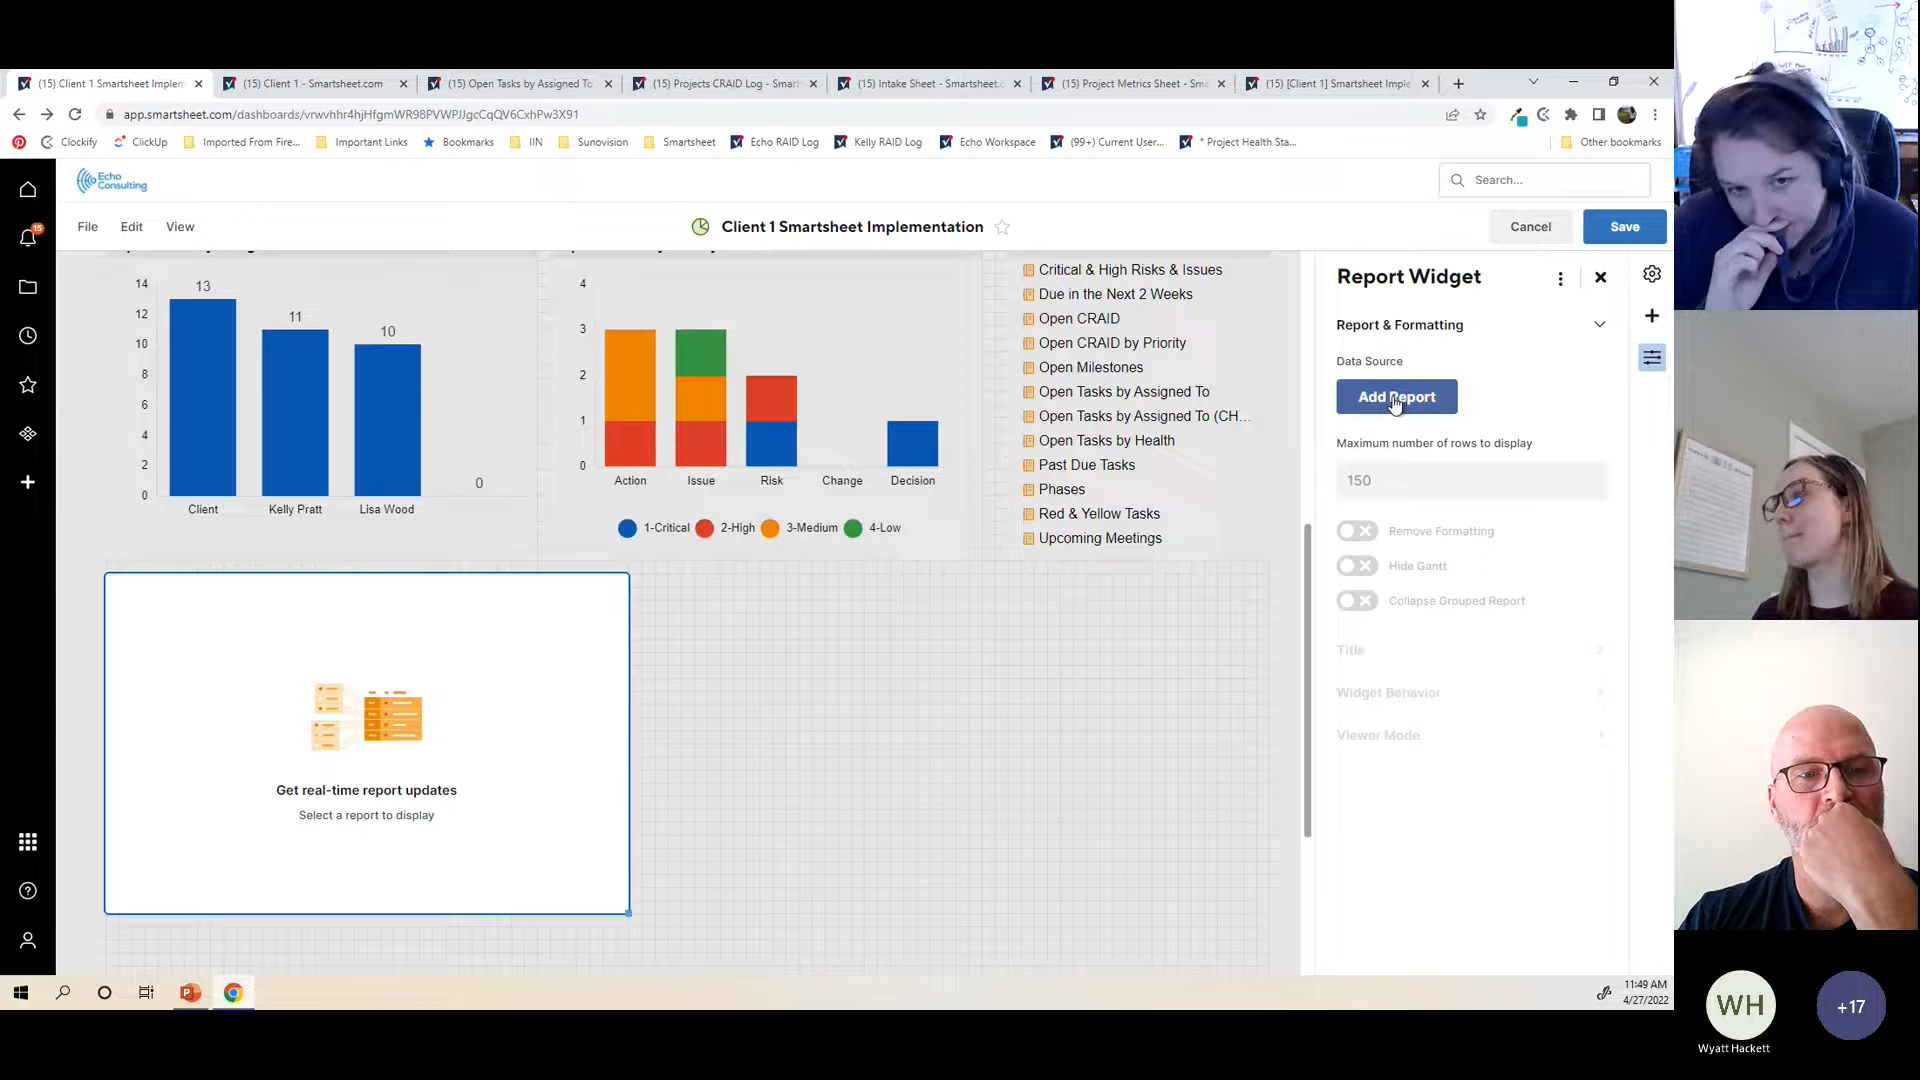 (15) Client 1 Smartsheet Implem
(15) Client 1 - Smartsheet.com
(15) Open Tasks by Assigned To
(15) Projects CRAID Log - Smart
(15) Intake Sheet - Smartsheet.c
(15) Project Metrics Sheet - Sma
(15) [Client 1] Smartsheet Imple
app.smartsheet.com/dashboards/vrwvhhr4hjHfgmWR98PVWPJJgcCqQV6CxhPw3X91
Clockify
ClickUp
Imported From Fire...
Important Links
Bookmarks
IIN
Sunovision
Smartsheet
Echo RAID Log
Kelly RAID Log
Echo Workspace
(99+) Current User...
* Project Health Sta...
Other bookmarks
Echo
Consulting
Search...
15
File
Edit
View
Client 1 Smartsheet Implementation
Cancel
Save
14
12
10
8
6
4
2
0
13
11
10
0
Client
Kelly Pratt
Lisa Wood
4
3
2
1
0
Action
Issue
Risk
Change
Decision
1-Critical
2-High
3-Medium
4-Low
Critical & High Risks & Issues
Due in the Next 2 Weeks
Open CRAID
Open CRAID by Priority
Open Milestones
Open Tasks by Assigned To
Open Tasks by Assigned To (CH...
Open Tasks by Health
Past Due Tasks
Phases
Red & Yellow Tasks
Upcoming Meetings
Get real-time report updates
Select a report to display
Report Widget
Report & Formatting
Data Source
Add Report
Maximum number of rows to display
150
Remove Formatting
Hide Gantt
Collapse Grouped Report
Title
Widget Behavior
Viewer Mode
11:49 AM
4/27/2022
WH
Wyatt Hackett
+17